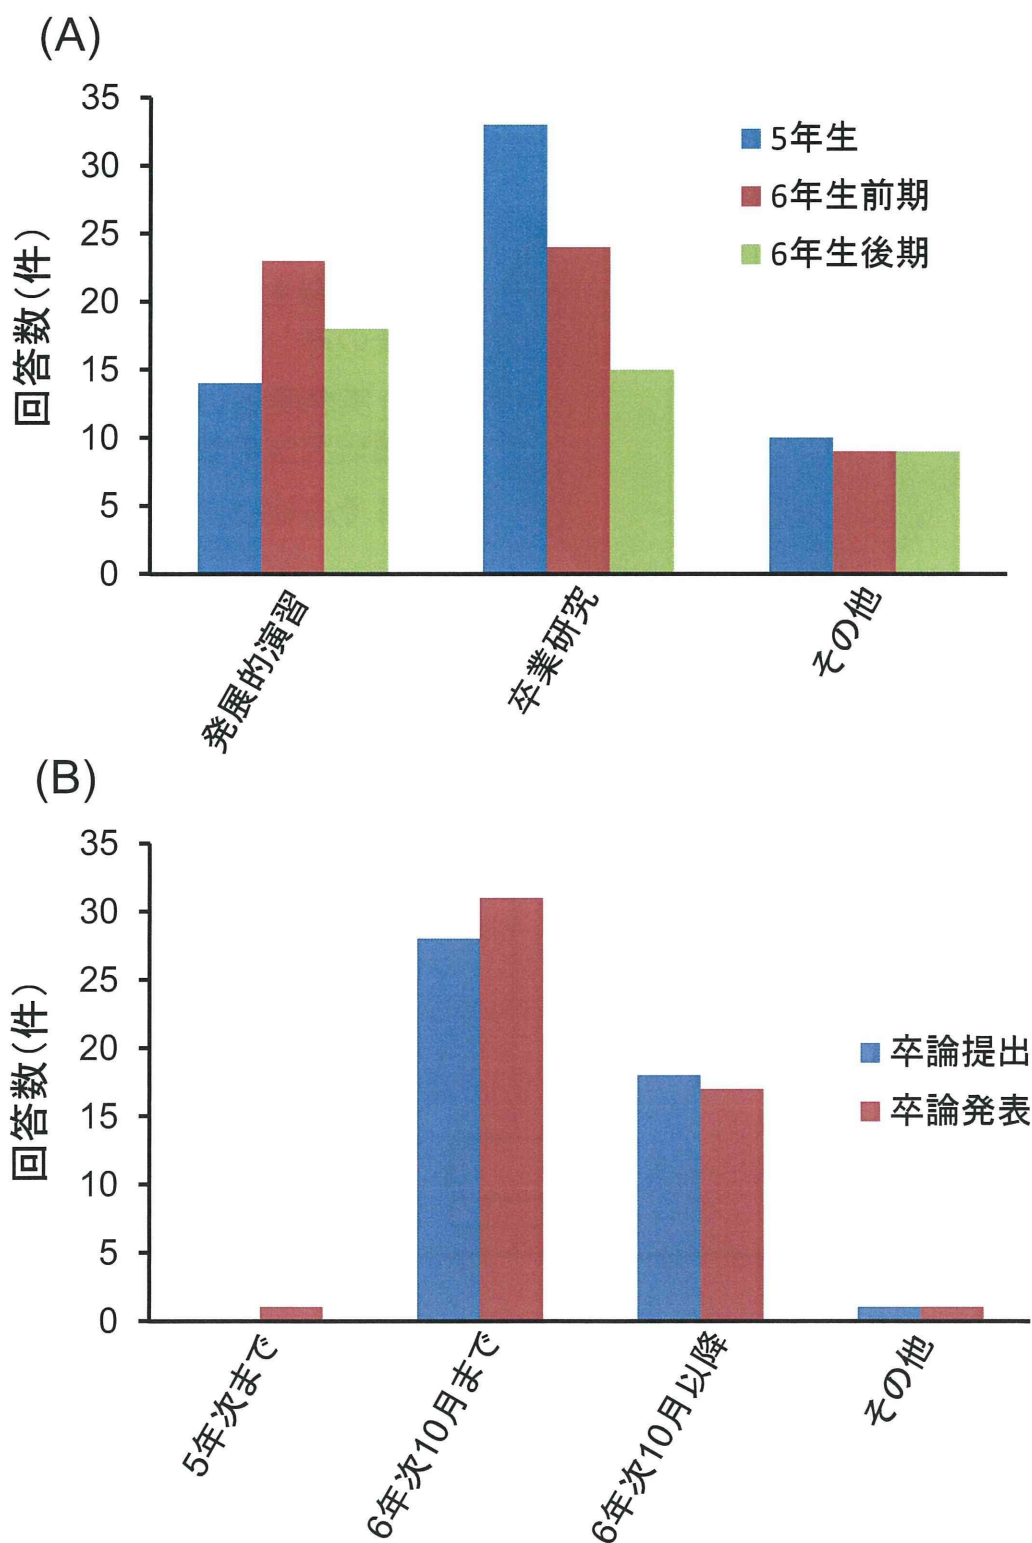 (A)
回答数(件)
35
30
25
20
15
10
5
0
5年生
6年生前期
6年生後期
発展的演習
卒業研究
その他
(B)
回答数(件)
35
30
25
20
15
10
5
0
卒論提出
卒論発表
5年次まで
6年次10月まで
6年次10月以降
その他